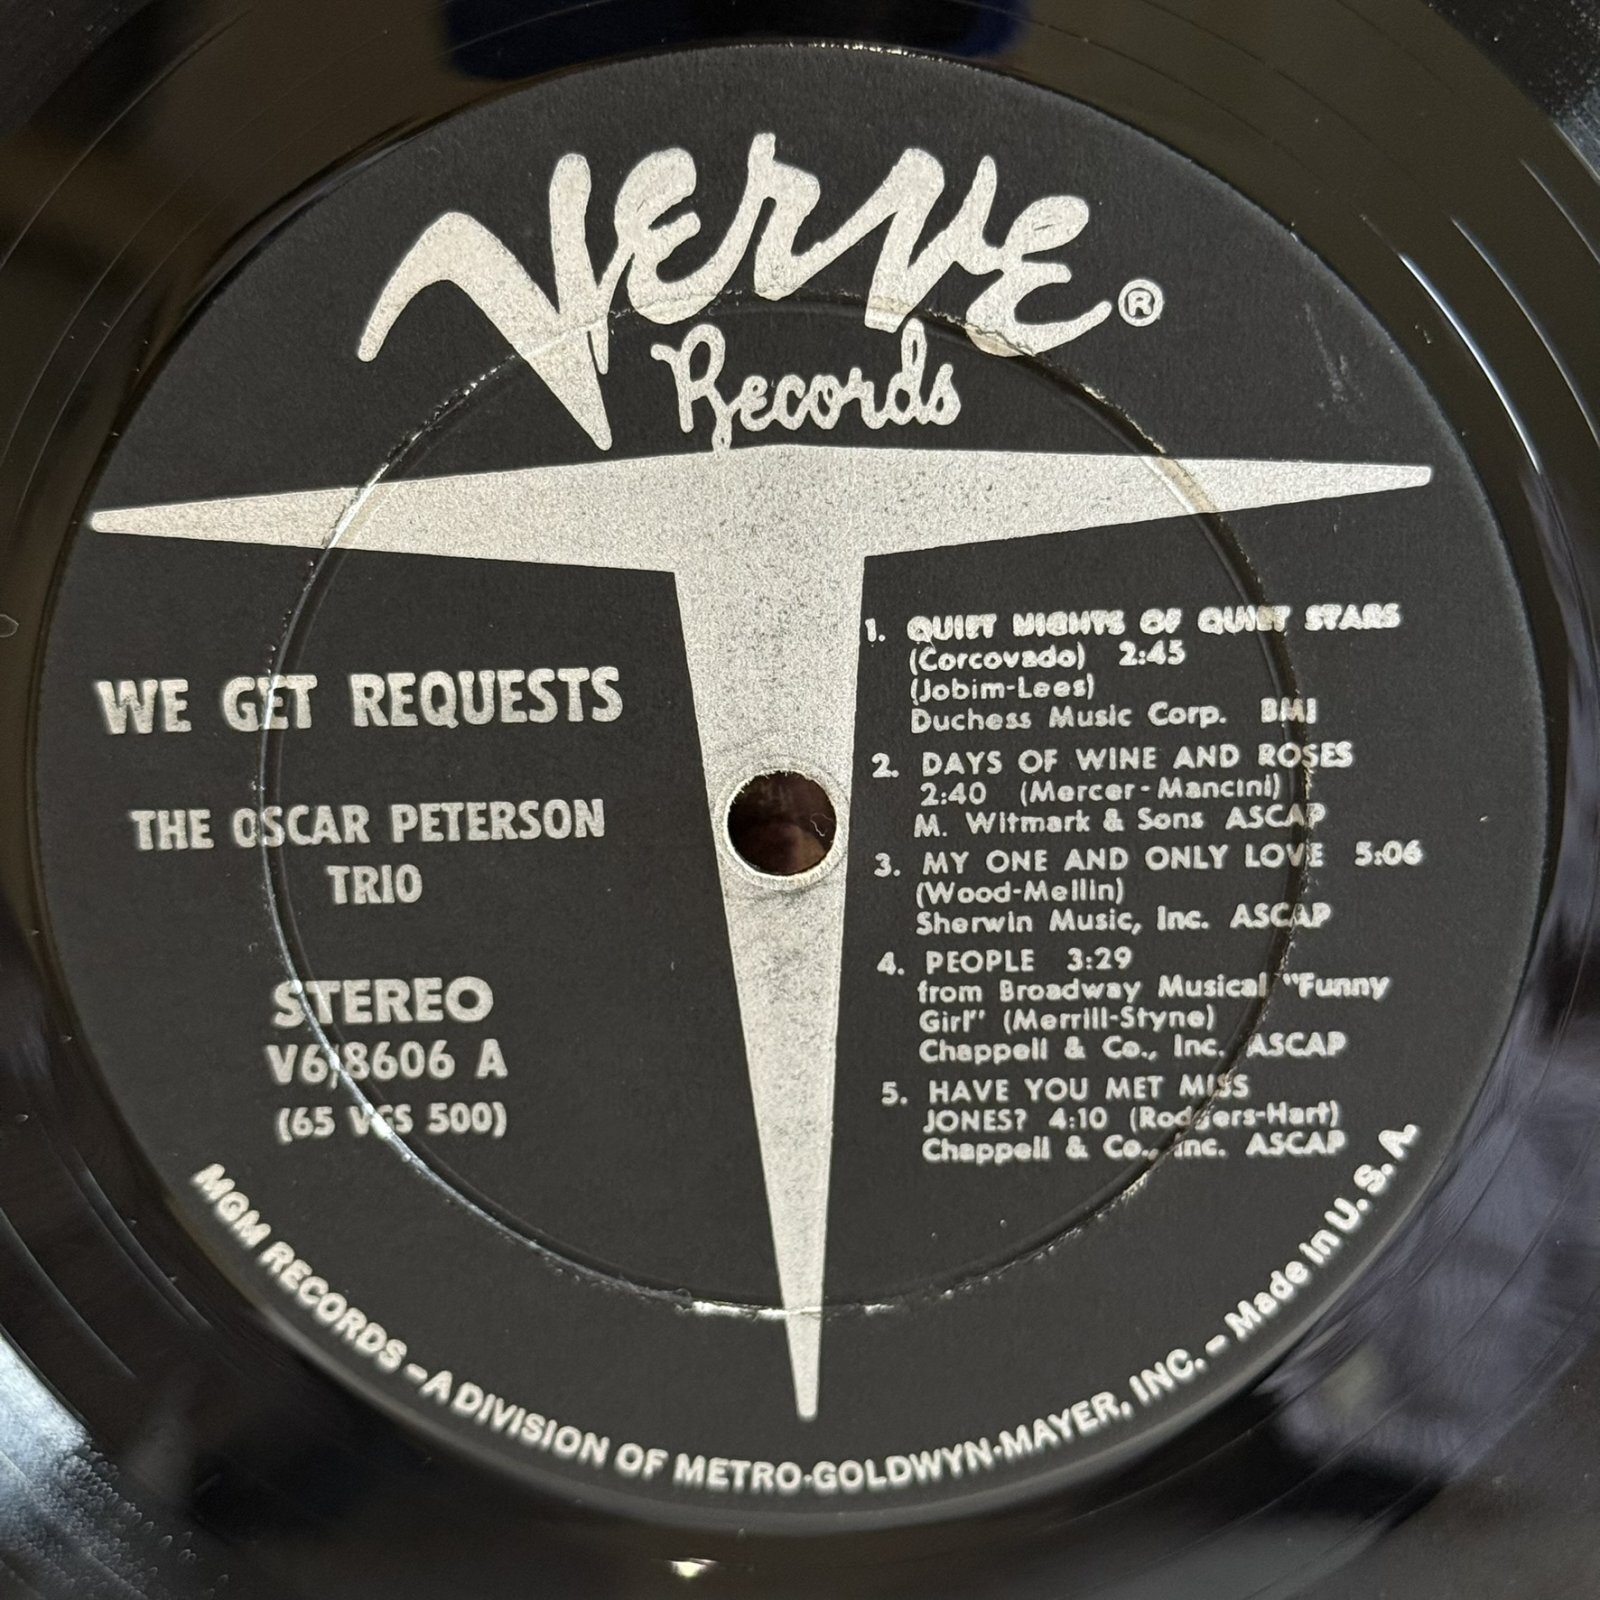 Verve®
Records
WE GET REQUESTS
THE OSCAR PETERSON
TRIO
STEREO
V6/8606 A
(65 VGS 500)
1. QUIET NIGHTS OF QUIET STARS
(Corcovado) 2:45
(Jobim-Lees)
Duchess Music Corp. BMI
2. DAYS OF WINE AND ROSES
2:40 (Mercer-Mancini)
M. Witmark & Sons ASCAP
3. MY ONE AND ONLY LOVE 5:06
(Wood-Mellin)
Sherwin Music, Inc. ASCAP
4. PEOPLE 3:29
from Broadway Musical "Funny
Girl" (Merrill-Styne)
Chappell & Co., Inc. ASCAP
5. HAVE YOU MET MISS
JONES? 4:10 (Rodgers-Hart)
Chappell & Co., Inc. ASCAP
MGM RECORDS – A DIVISION OF METRO-GOLDWYN-MAYER, INC. – Made in U. S. A.